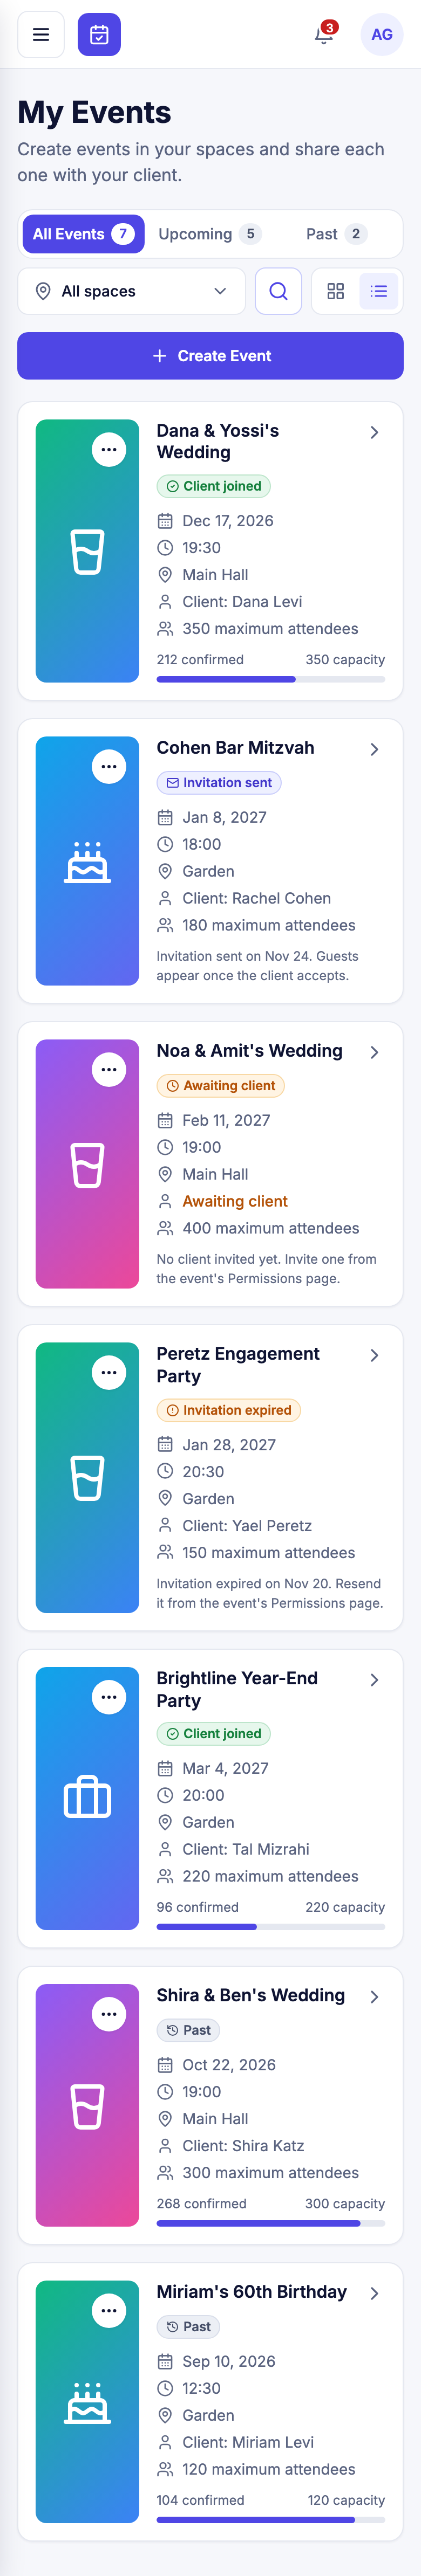 3
AG
My Events
Create events in your spaces and share each
one with your client.
All Events 7
Upcoming 5
Past 2
All spaces
Create Event
Dana & Yossi's
Wedding
Client joined
Dec 17, 2026
19:30
Main Hall
Client: Dana Levi
350 maximum attendees
212 confirmed
350 capacity
Cohen Bar Mitzvah
Invitation sent
Jan 8, 2027
18:00
Garden
Client: Rachel Cohen
180 maximum attendees
Invitation sent on Nov 24. Guests
appear once the client accepts.
Noa & Amit's Wedding
Awaiting client
Feb 11, 2027
19:00
Main Hall
Awaiting client
400 maximum attendees
No client invited yet. Invite one from
the event's Permissions page.
Peretz Engagement
Party
Invitation expired
Jan 28, 2027
20:30
Garden
Client: Yael Peretz
150 maximum attendees
Invitation expired on Nov 20. Resend
it from the event's Permissions page.
Brightline Year-End
Party
Client joined
Mar 4, 2027
20:00
Garden
Client: Tal Mizrahi
220 maximum attendees
96 confirmed
220 capacity
Shira & Ben's Wedding
Past
Oct 22, 2026
19:00
Main Hall
Client: Shira Katz
300 maximum attendees
268 confirmed
300 capacity
Miriam's 60th Birthday
Past
Sep 10, 2026
12:30
Garden
Client: Miriam Levi
120 maximum attendees
104 confirmed
120 capacity